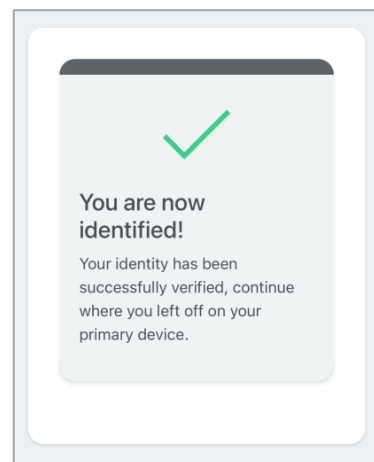 You are now
identified!
Your identity has been
successfully verified, continue
where you left off on your
primary device.